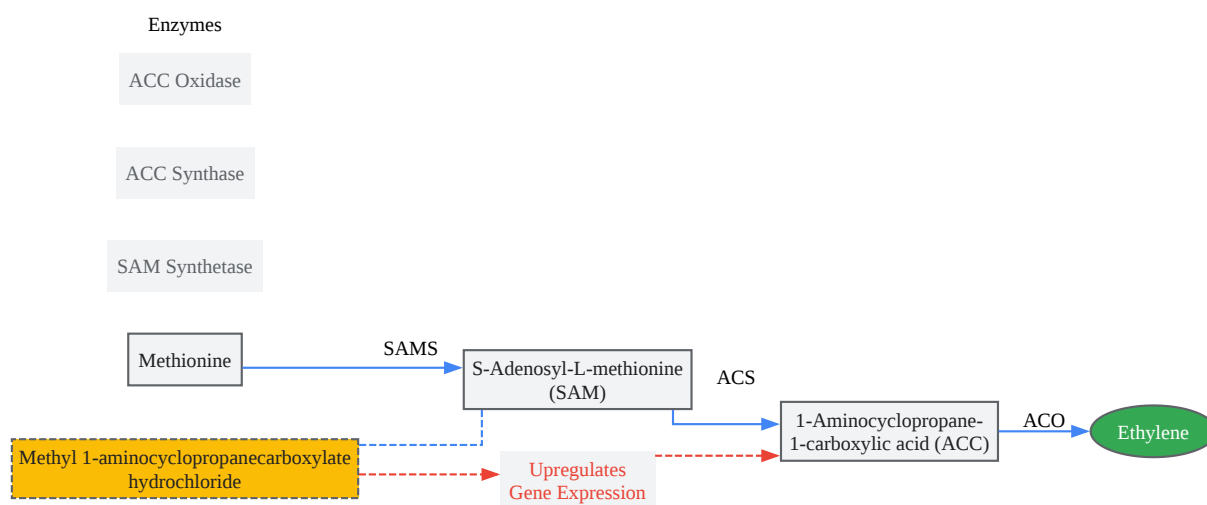 Enzymes
ACC Oxidase
ACC Synthase
SAM Synthetase
Methionine
SAMS
S-Adenosyl-L-methionine
(SAM)
ACS
1-Aminocyclopropane-
1-carboxylic acid (ACC)
ACO
Ethylene
Methyl 1-aminocyclopropanecarboxylate
hydrochloride
Upregulates
Gene Expression